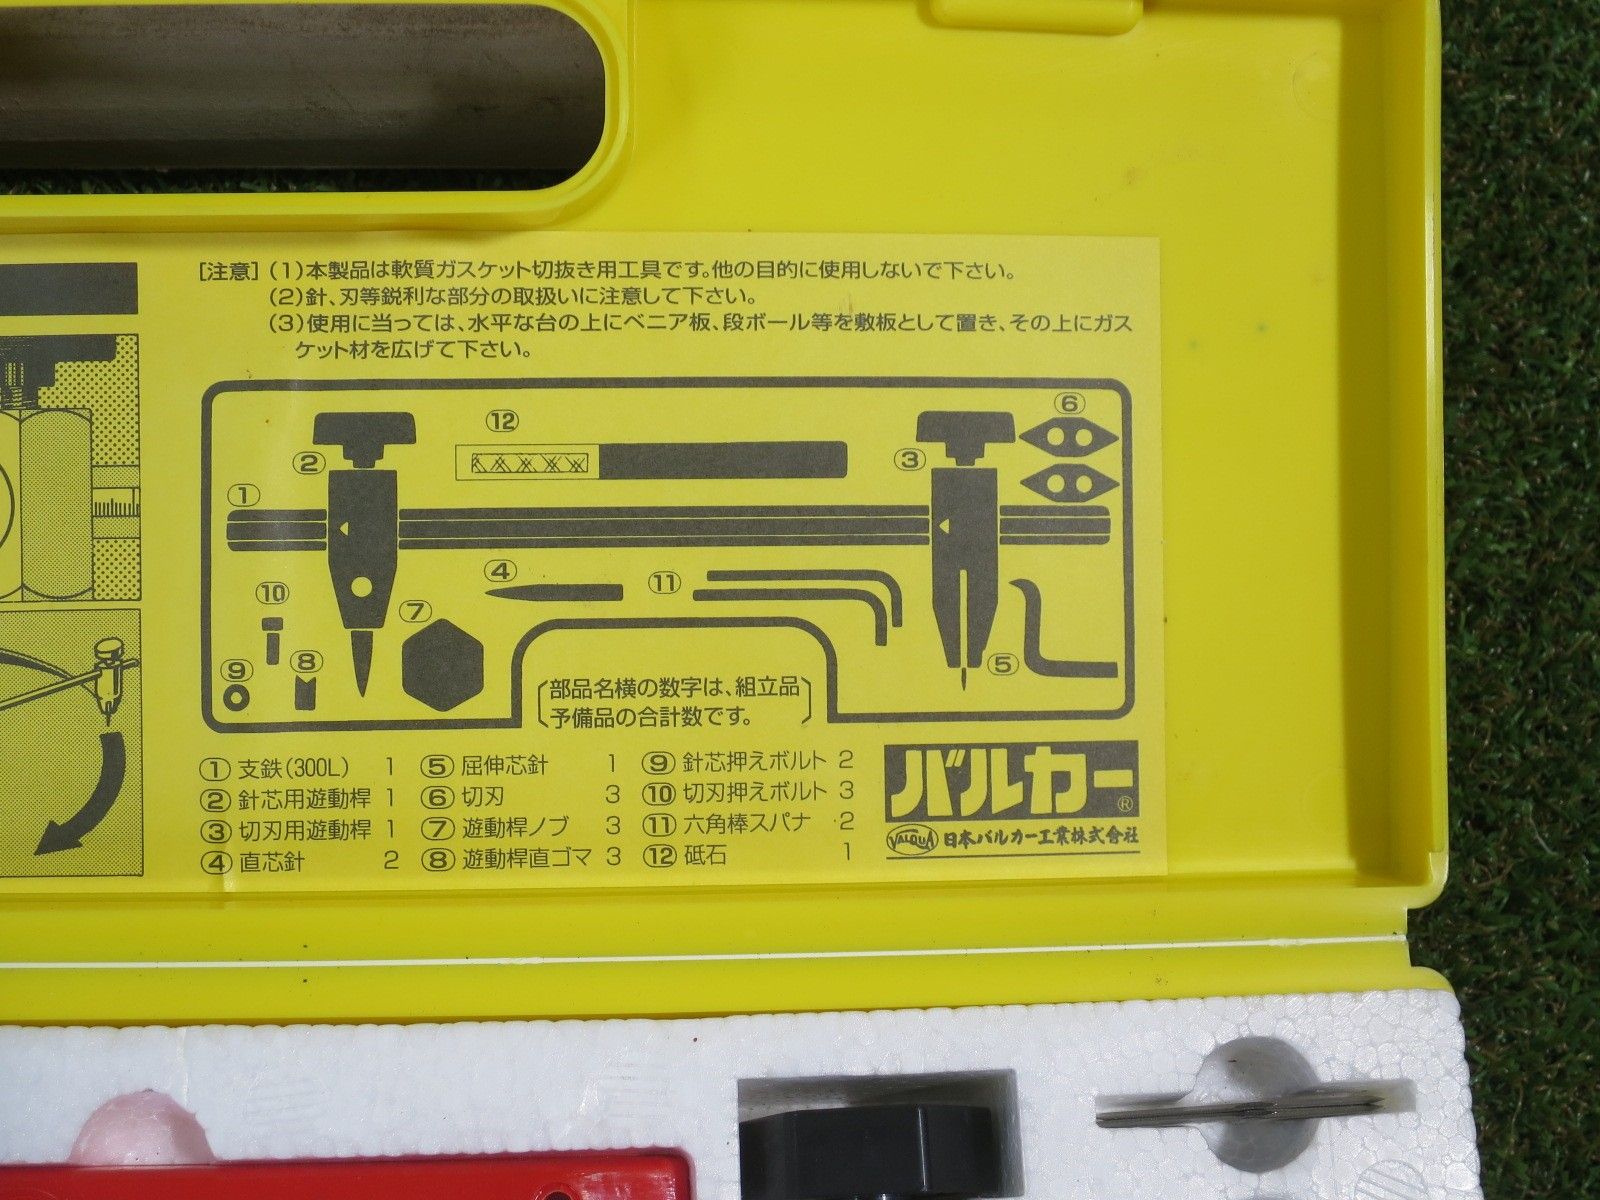 [注意] (1)本製品は軟質ガスケット切抜き用工具です。他の目的に使用しないで下さい。
(2)針、刃等鋭利な部分の取扱いに注意して下さい。
(3)使用に当っては、水平な台の上にベニア板、段ボール等を敷板として置き、その上にガス
ケット材を広げて下さい。
⑥
⑫
②
③
①
④
⑪
⑩
⑦
⑨
⑧
⑤
部品名横の数字は、組立品
予備品の合計数です。
①支鉄(300L) 1
②針芯用遊動桿 1
③切刃用遊動桿 1
④直芯針 2
⑤屈伸芯針 1
⑥切刃 3
⑦遊動桿ノブ 3
⑧遊動桿直ゴマ 3
⑨針芯押えボルト 2
⑩切刃押えボルト 3
⑪六角棒スパナ 2
⑫砥石 1
バルカー®
VALQUA 日本バルカー工業株式会社